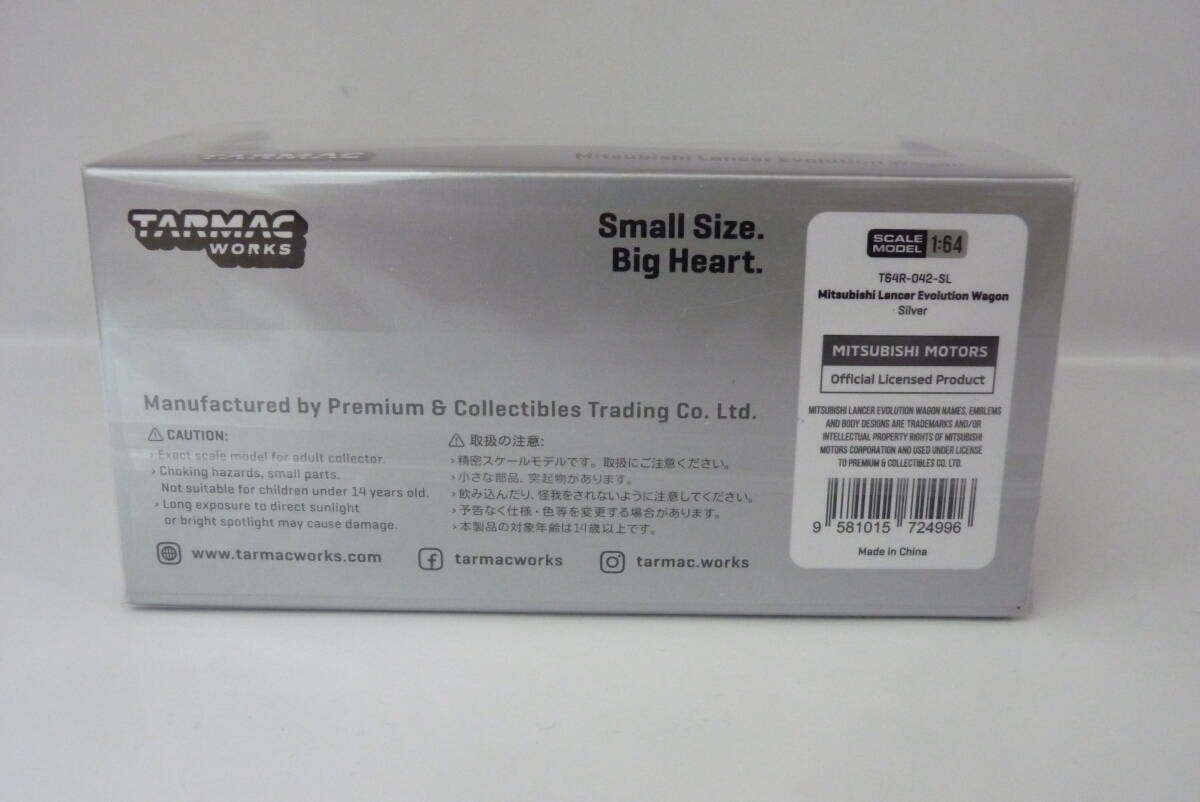 TARMAC
Mitsubishi Lancer Evolution Wagon
TARMAC
WORKS
Small Size.
Big Heart.
Manufactured by Premium & Collectibles Trading Co. Ltd.
CAUTION:
› Exact scale model for adult collector.
› Choking hazards, small parts.
Not suitable for children under 14 years old.
› Long exposure to direct sunlight
or bright spotlight may cause damage.
取扱の注意:
›精密スケールモデルです。取扱にご注意ください。
›小さな部品、突起物があります。
›飲み込んだり、怪我をされないように注意してください。
›予告なく仕様・色等を変更する場合があります。
›本製品の対象年齢は14歳以上です。
www.tarmacworks.com
tarmacworks
tarmac.works
SCALE
MODEL 1:64
T64R-042-SL
Mitsubishi Lancer Evolution Wagon
Silver
MITSUBISHI MOTORS
Official Licensed Product
MITSUBISHI LANCER EVOLUTION WAGON NAMES, EMBLEMS
AND BODY DESIGNS ARE TRADEMARKS AND/OR
INTELLECTUAL PROPERTY RIGHTS OF MITSUBISHI
MOTORS CORPORATION AND USED UNDER LICENSE
TO PREMIUM & COLLECTIBLES CO. LTD.
9 581015 724996
Made in China